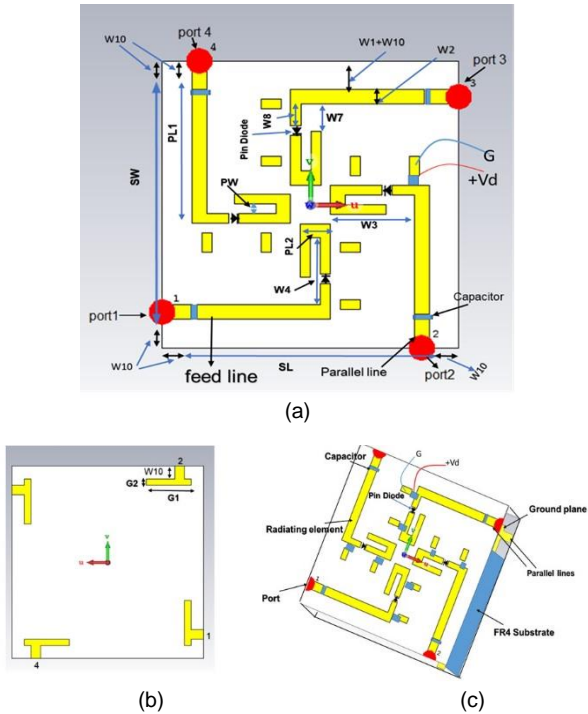 port 4
W10
4
W1+W10
W2
port 3
3
W8
W7
Pin Diode
PL1
SW
G
+Vd
v
PW
u
W3
PL2
W4
1
port1
Capacitor
2
W10
feed line
SL
Parallel line
port2
W10
(a)
2
W10
G2
G1
v
u
1
4
(b)
Capacitor
G
+Vd
Pin Diode
Ground plane
Radiating element
Parallel lines
Port
1
FR4 Substrate
2
(c)